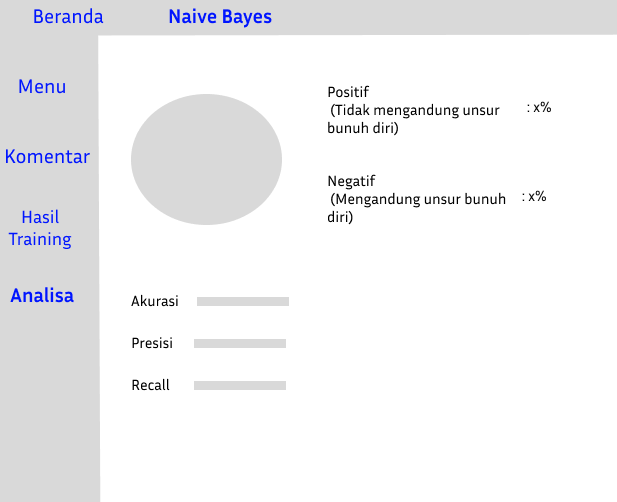 Beranda
Naive Bayes
Menu
Komentar
Hasil
Training
Analisa
Positif
(Tidak mengandung unsur
bunuh diri)
: x%
Negatif
(Mengandung unsur bunuh
diri)
: x%
Akurasi
Presisi
Recall